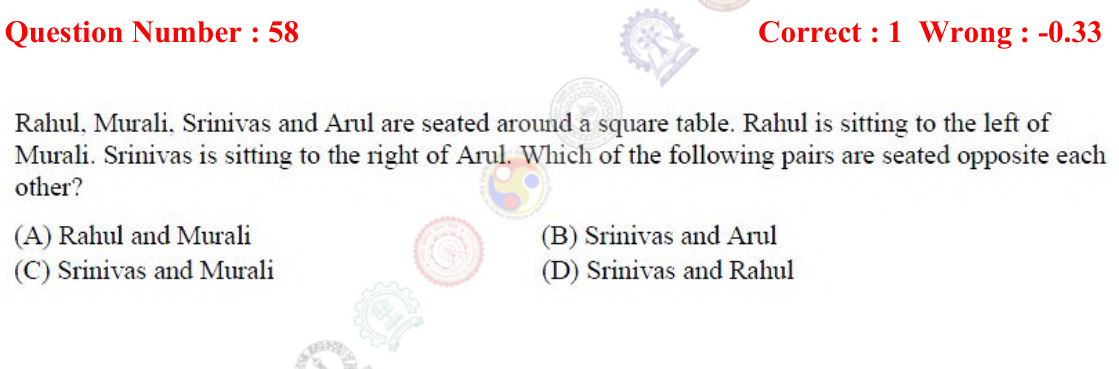 Question Number : 58 Correct : 1 Wrong : -0.33
Rahul, Murali, Srinivas and Arul are seated around a square table. Rahul is sitting to the left of
Murali. Srinivas is sitting to the right of Arul. Which of the following pairs are seated opposite each
other?
(A) Rahul and Murali (B) Srinivas and Arul
(C) Srinivas and Murali (D) Srinivas and Rahul